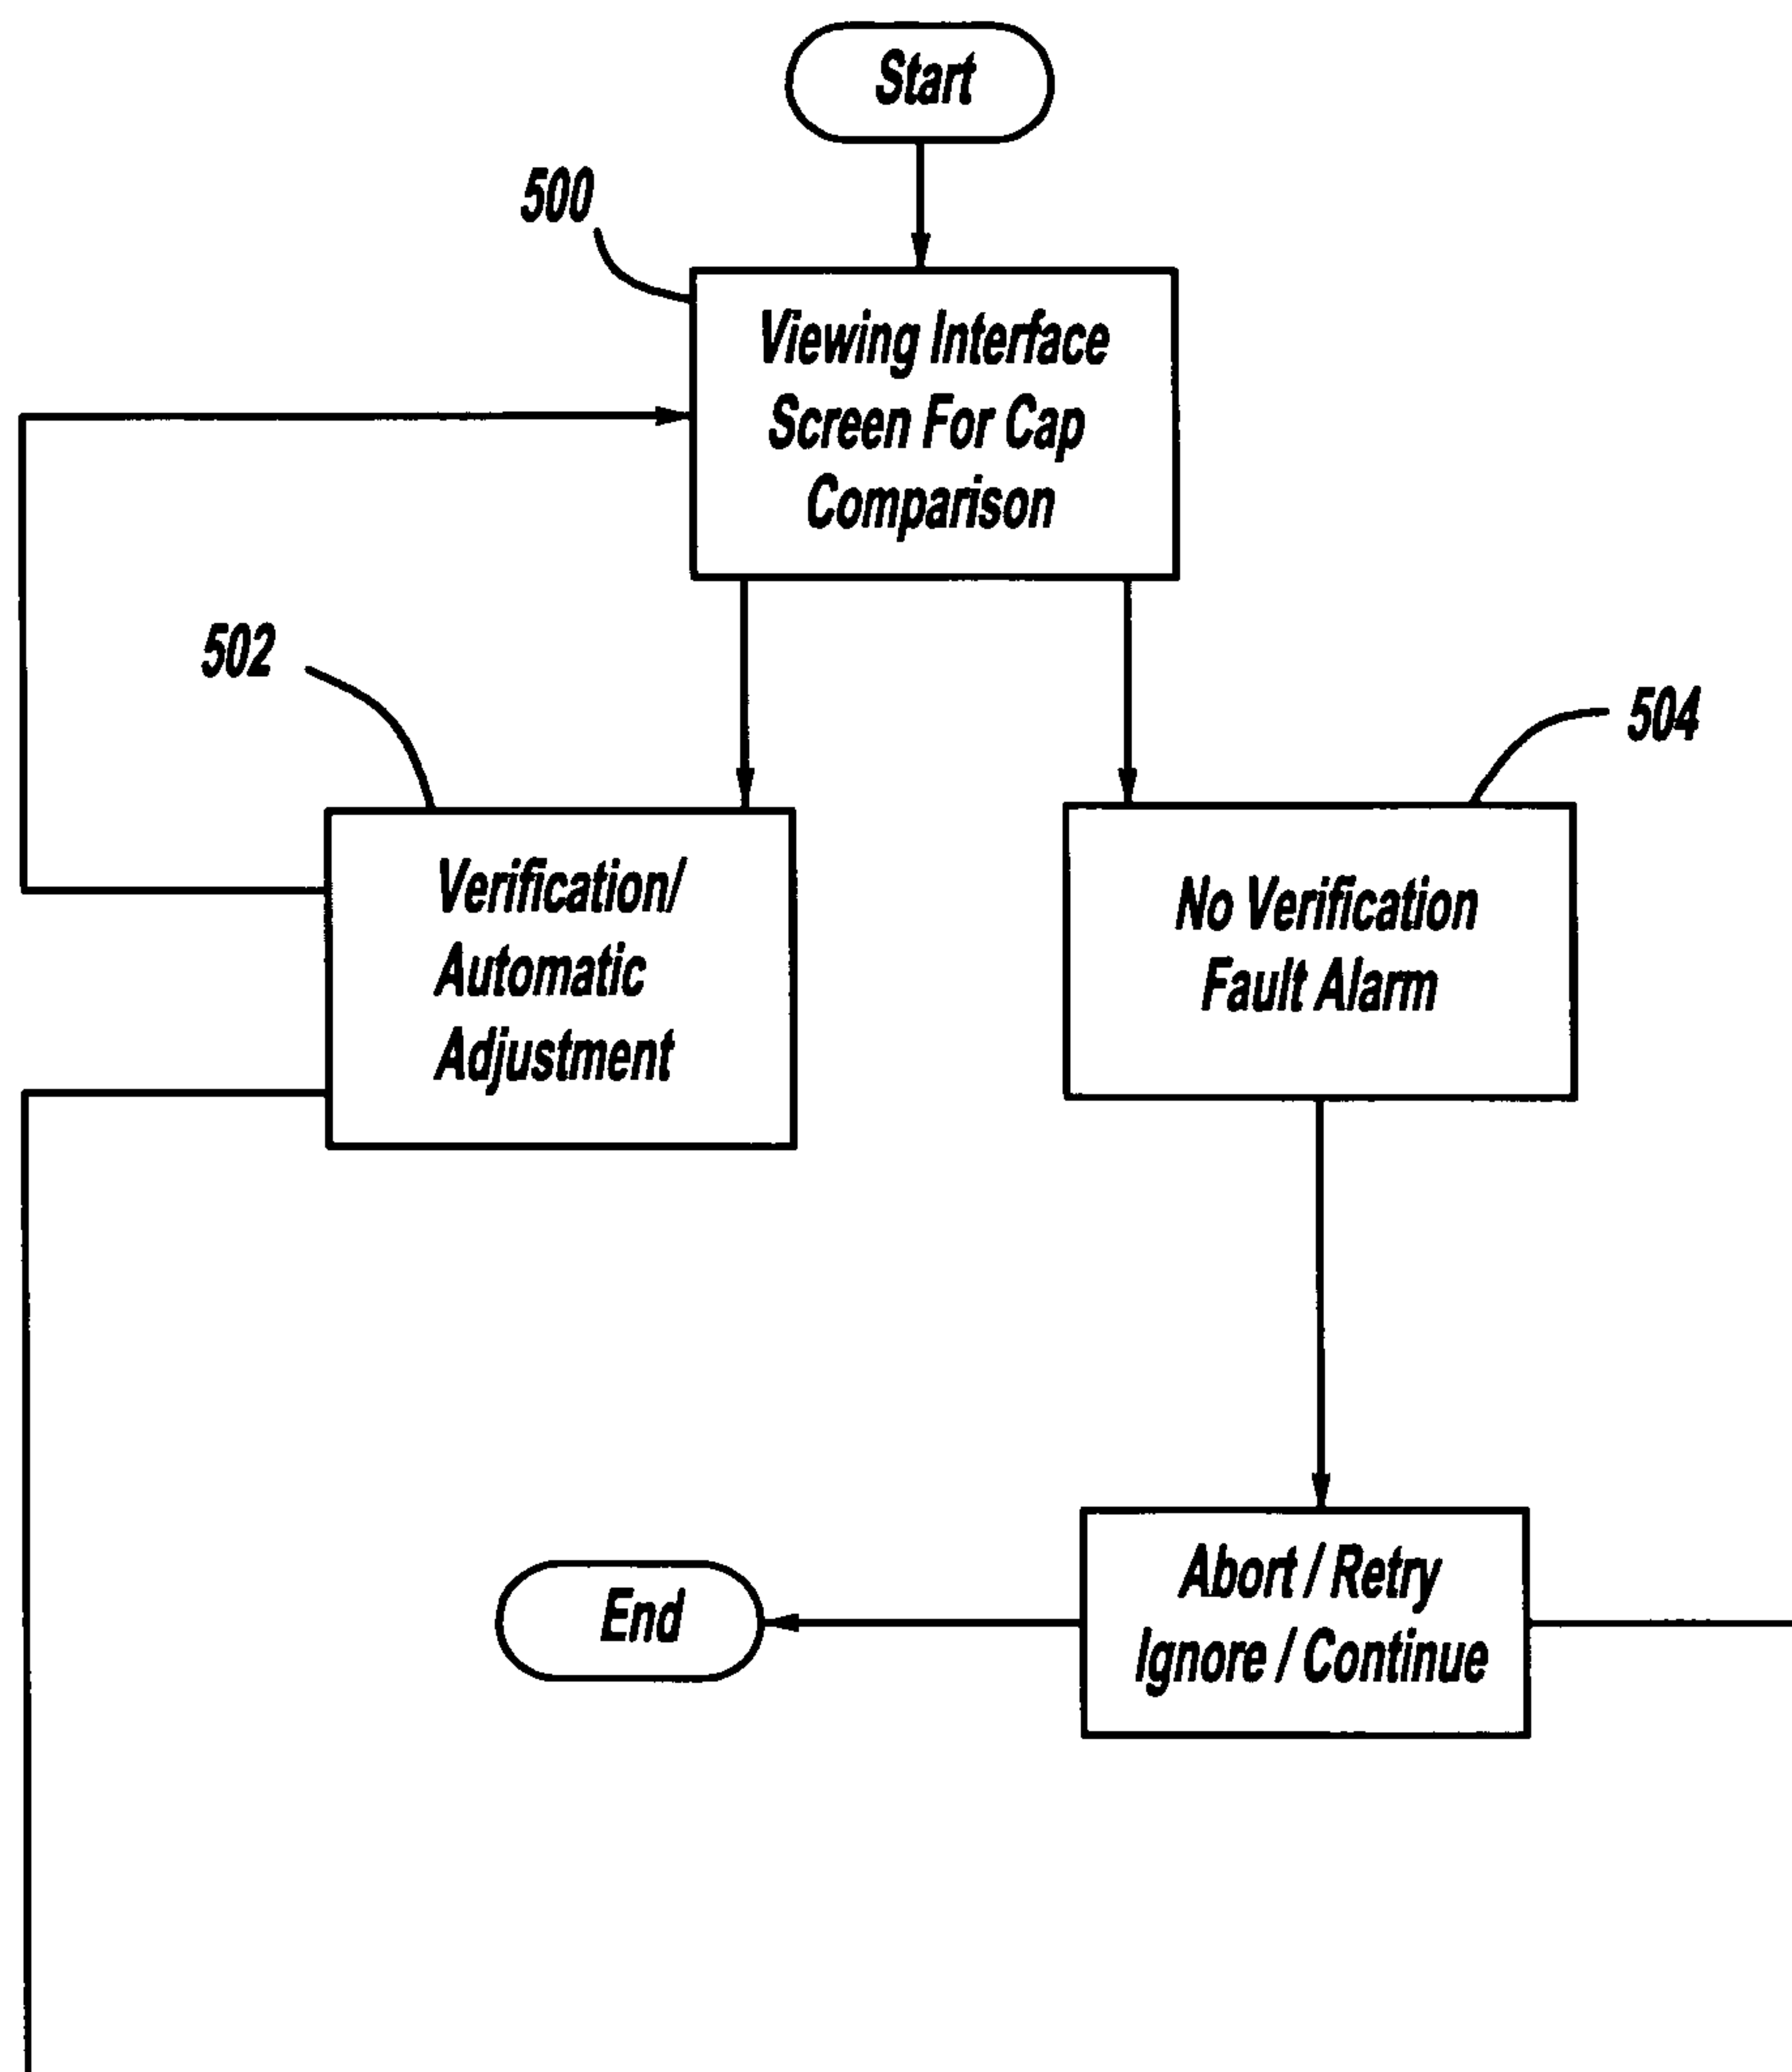 Start
500
Viewing Interface
Screen For Cap
Comparison
502
504
Verification/
Automatic
Adjustment
No Verification
Fault Alarm
Abort / Retry
Ignore / Continue
End